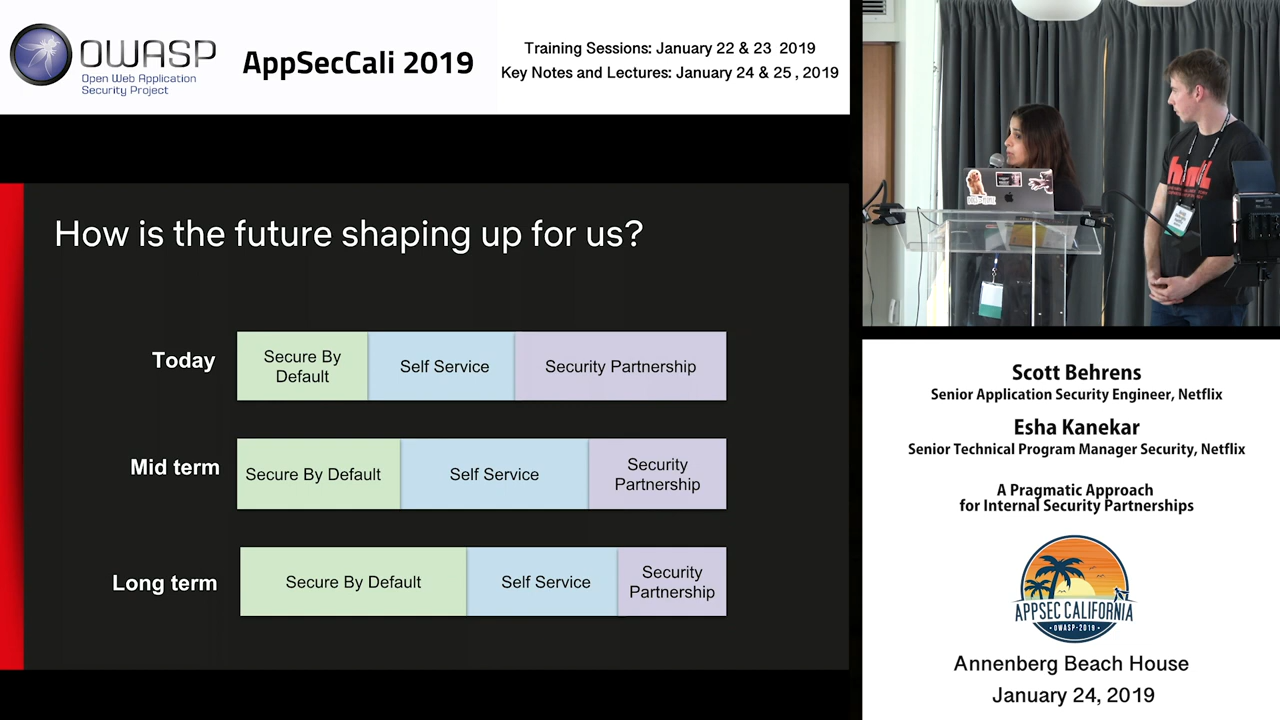 OWASP
Open Web Application
Security Project
AppSecCali 2019
Training Sessions: January 22 & 23 2019
Key Notes and Lectures: January 24 & 25 , 2019
How is the future shaping up for us?
Today
Secure By
Default
Self Service
Security Partnership
Mid term
Secure By Default
Self Service
Security
Partnership
Long term
Secure By Default
Self Service
Security
Partnership
Scott Behrens
Senior Application Security Engineer, Netflix
Esha Kanekar
Senior Technical Program Manager Security, Netflix
A Pragmatic Approach
for Internal Security Partnerships
APPSEC CALIFORNIA
OWASP-2019
Annenberg Beach House
January 24, 2019